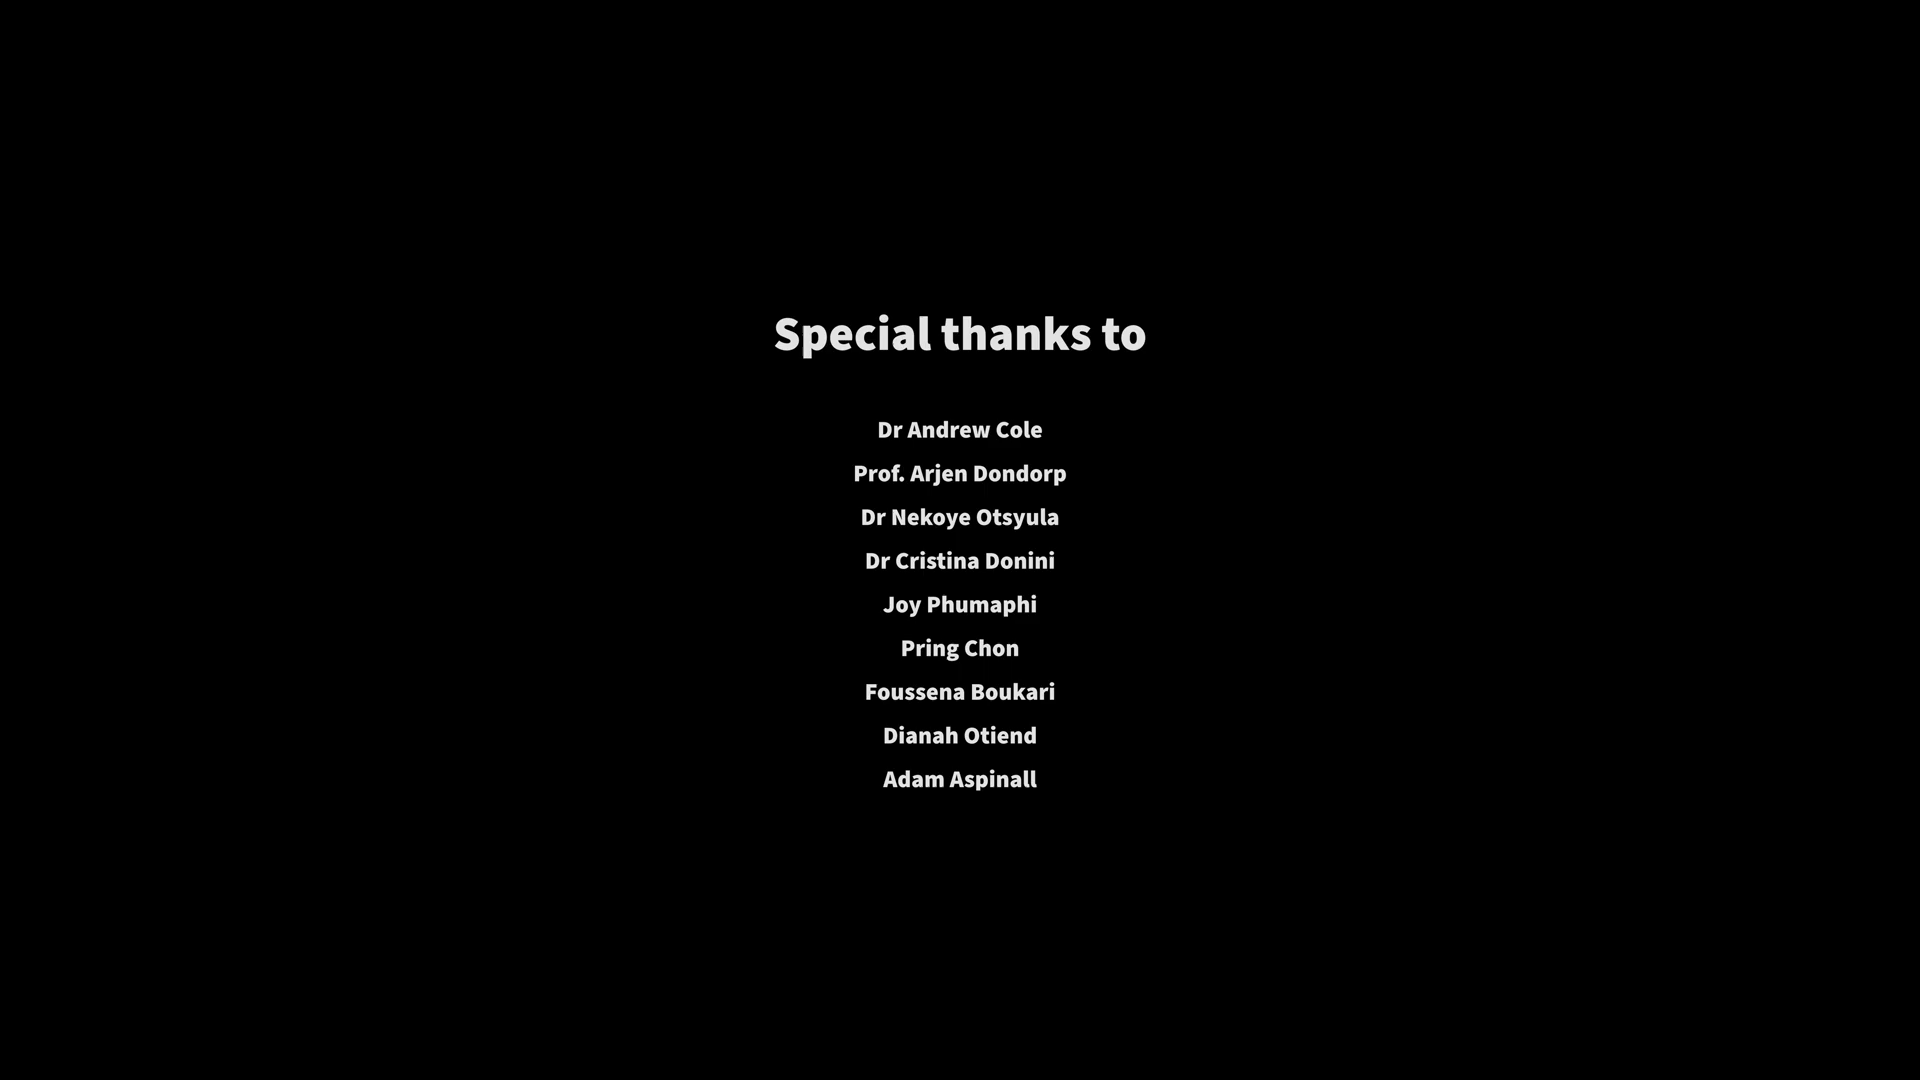 Special thanks to
Dr Andrew Cole
Prof. Arjen Dondorp
Dr Nekoye Otsyula
Dr Cristina Donini
Joy Phumaphi
Pring Chon
Foussena Boukari
Dianah Otiend
Adam Aspinall